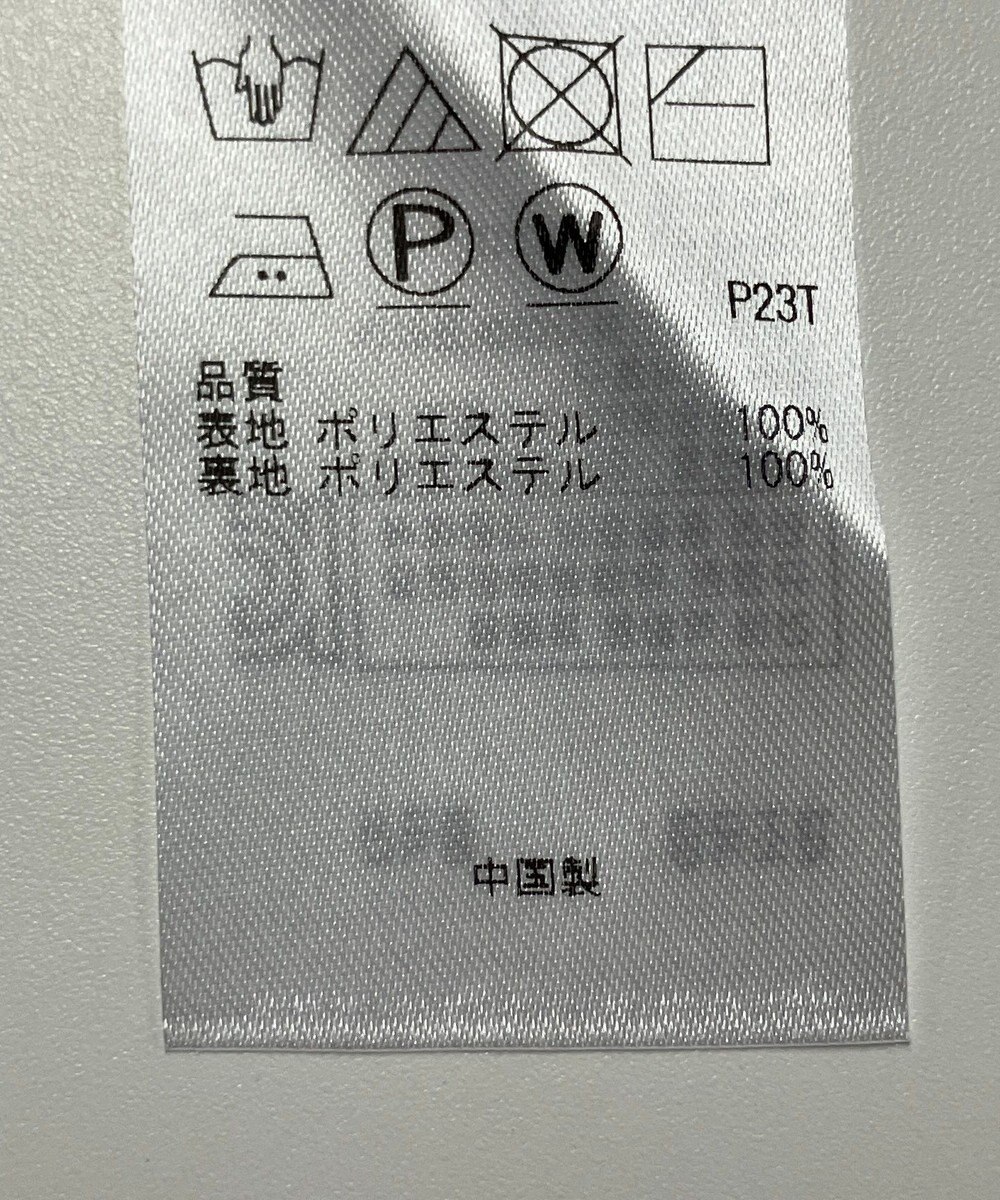 P W
P23T
品質
表地 ポリエステル 100%
裏地 ポリエステル 100%
中国製